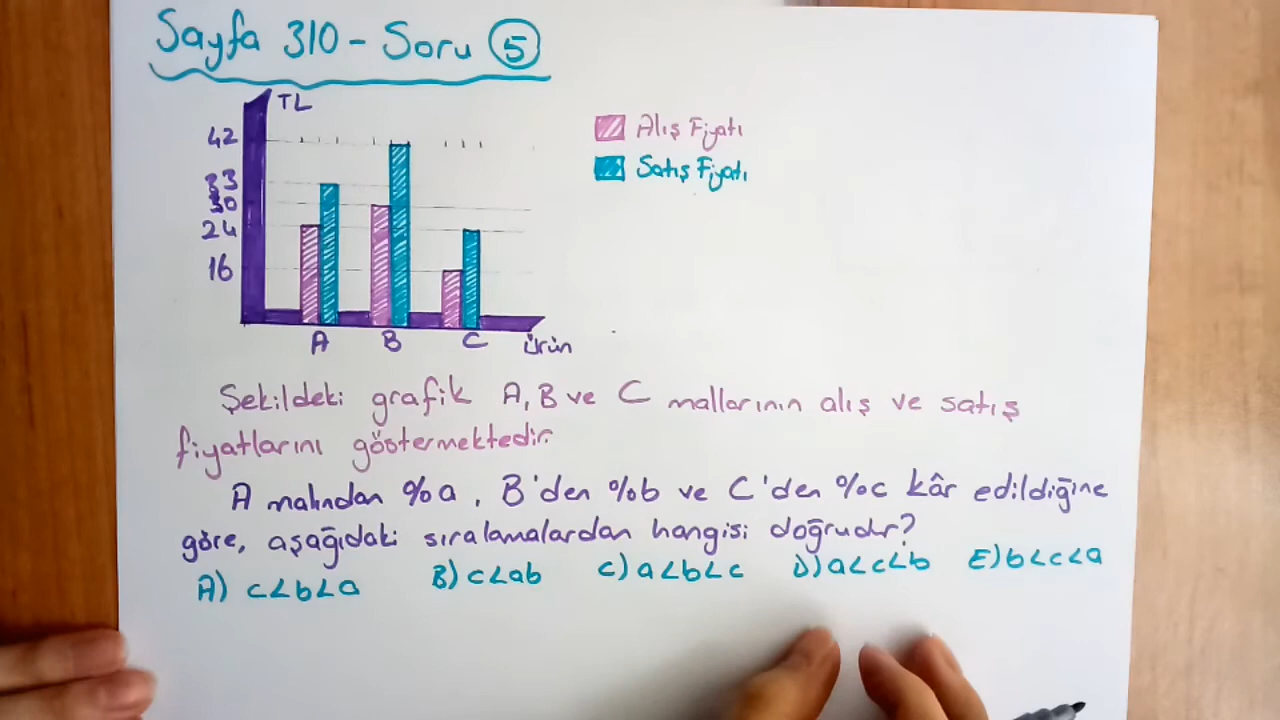 Sayfa 310 - Soru 5
TL
42
33
30
24
16
A B C Ürün
Alış Fiyatı
Satış Fiyatı
Şekildeki grafik A, B ve C mallarının alış ve satış
fiyatlarını göstermektedir.
A malından %a, B'den %b ve C'den %c kâr edildiğine
göre, aşağıdaki sıralamalardan hangisi doğrudur?
A) c<b<a B) c<ab C) a<b<c D) a<c<b E) b<c<a